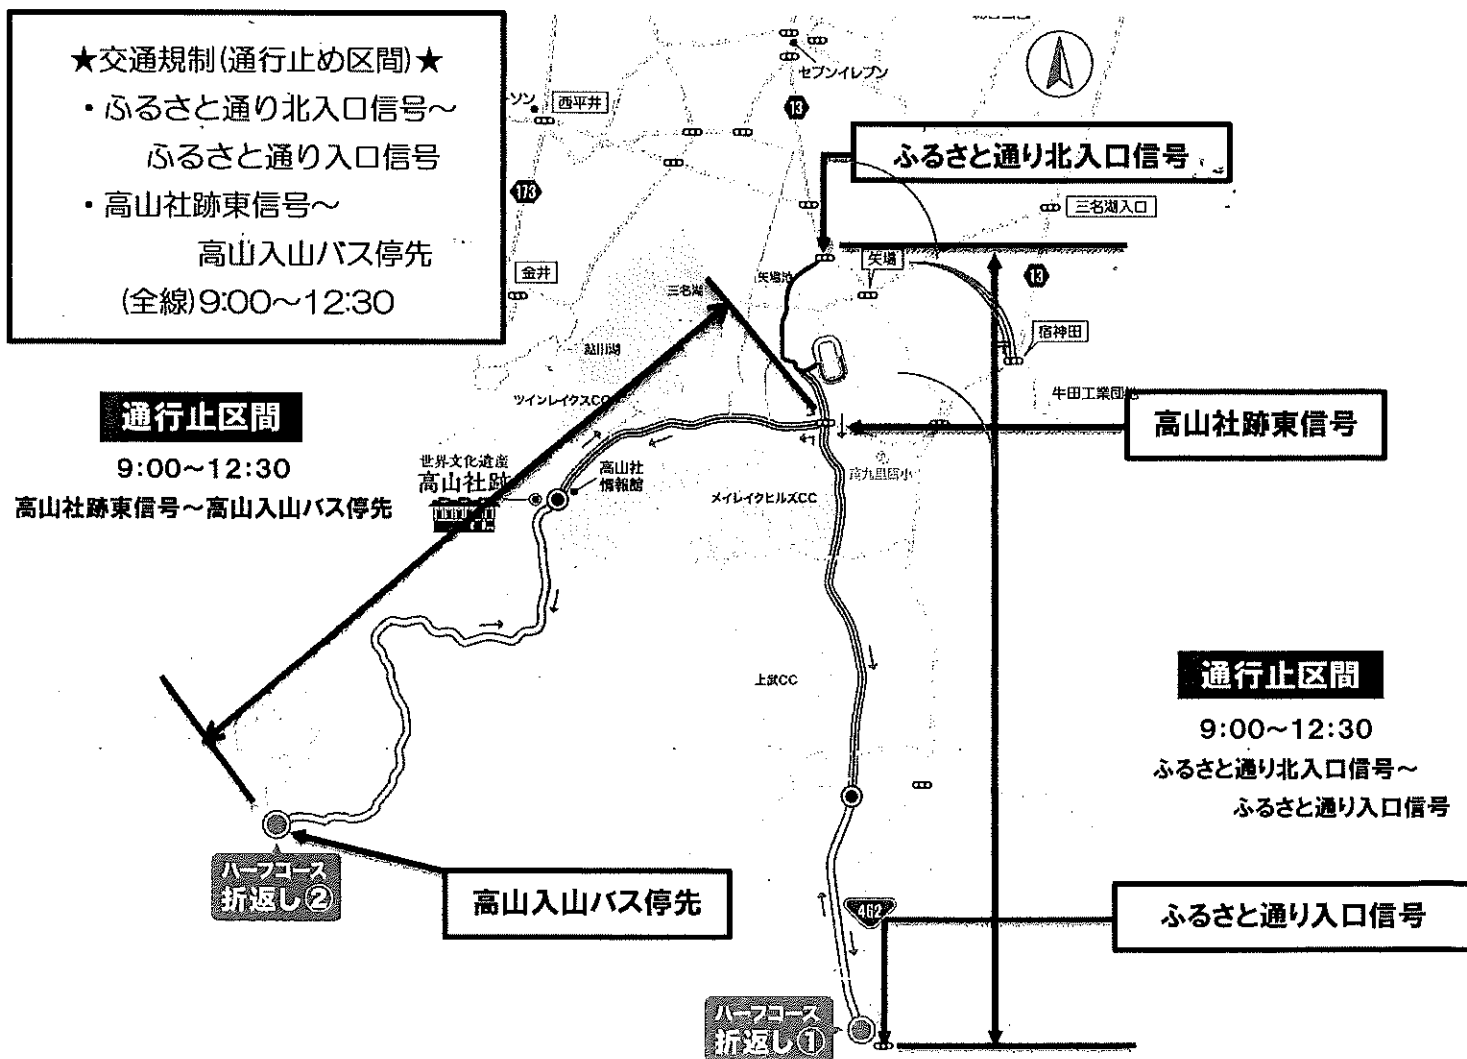 ★交通規制(通行止め区間)★
・ふるさと通り北入口信号～
ふるさと通り入口信号
・高山社跡東信号～
高山入山バス停先
(全線)9:00～12:30
セブンイレブン
ソン
西平井
13
ふるさと通り北入口信号
173
三名湖入口
金井
三名湖
矢場池
矢場
13
宿神田
鮎川湖
ツインレイクスCC
牛田工業団地
通行止区間
9:00～12:30
高山社跡東信号～高山入山バス停先
高山社跡東信号
世界文化遺産
高山社跡
高山社
情報館
メイレイクヒルズCC
上武CC
通行止区間
9:00～12:30
ふるさと通り北入口信号～
ふるさと通り入口信号
ハーフコース
折返し②
高山入山バス停先
462
ふるさと通り入口信号
ハーフコース
折返し①